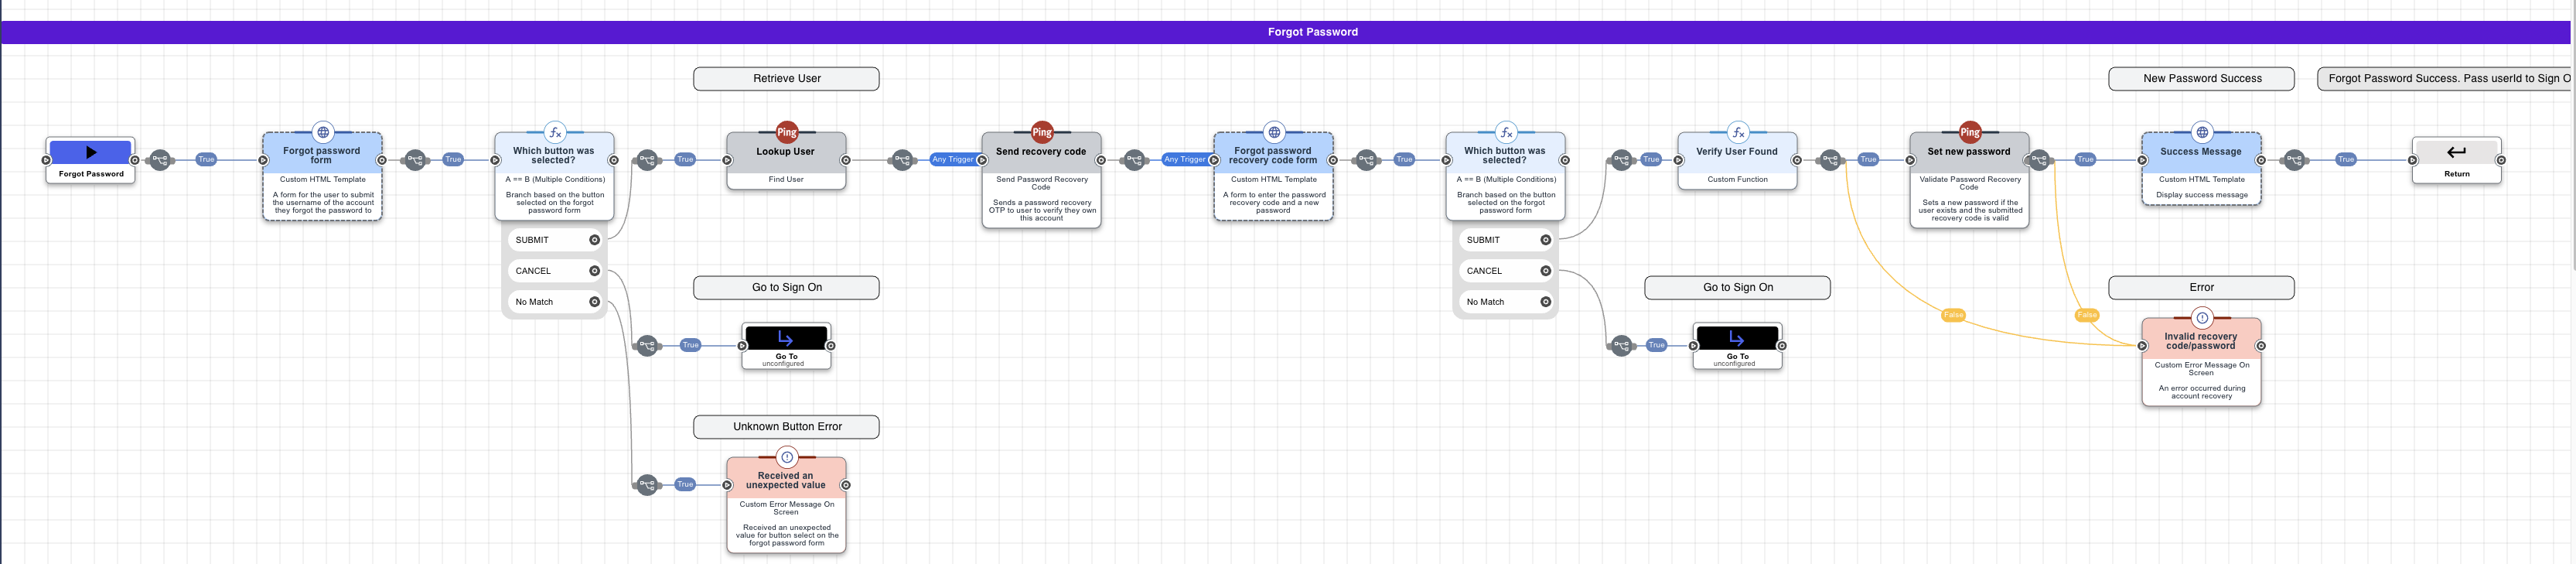 Forgot Password
Retrieve User
New Password Success
Forgot Password Success. Pass userId to Sign O
Forgot Password
True
Forgot password
form
Custom HTML Template
A form for the user to submit
the username of the account
they forgot the password to
True
Which button was
selected?
A == B (Multiple Conditions)
Branch based on the button
selected on the forgot
password form
SUBMIT
CANCEL
No Match
True
Ping
Lookup User
Find User
Any Trigger
Ping
Send recovery code
Send Password Recovery
Code
Sends a password recovery
OTP to user to verify they own
this account
Any Trigger
Forgot password
recovery code form
Custom HTML Template
A form to enter the password
recovery code and a new
password
True
Which button was
selected?
A == B (Multiple Conditions)
Branch based on the button
selected on the forgot
password form
SUBMIT
CANCEL
No Match
True
Verify User Found
Custom Function
True
Ping
Set new password
Validate Password Recovery
Code
Sets a new password if the
user exists and the submitted
recovery code is valid
True
Success Message
Custom HTML Template
Display success message
True
Return
Go to Sign On
True
Go To
unconfigured
Go to Sign On
True
Go To
unconfigured
False
False
Error
Invalid recovery
code/password
Custom Error Message On
Screen
An error occurred during
account recovery
Unknown Button Error
True
Received an
unexpected value
Custom Error Message On
Screen
Received an unexpected
value for button select on the
forgot password form